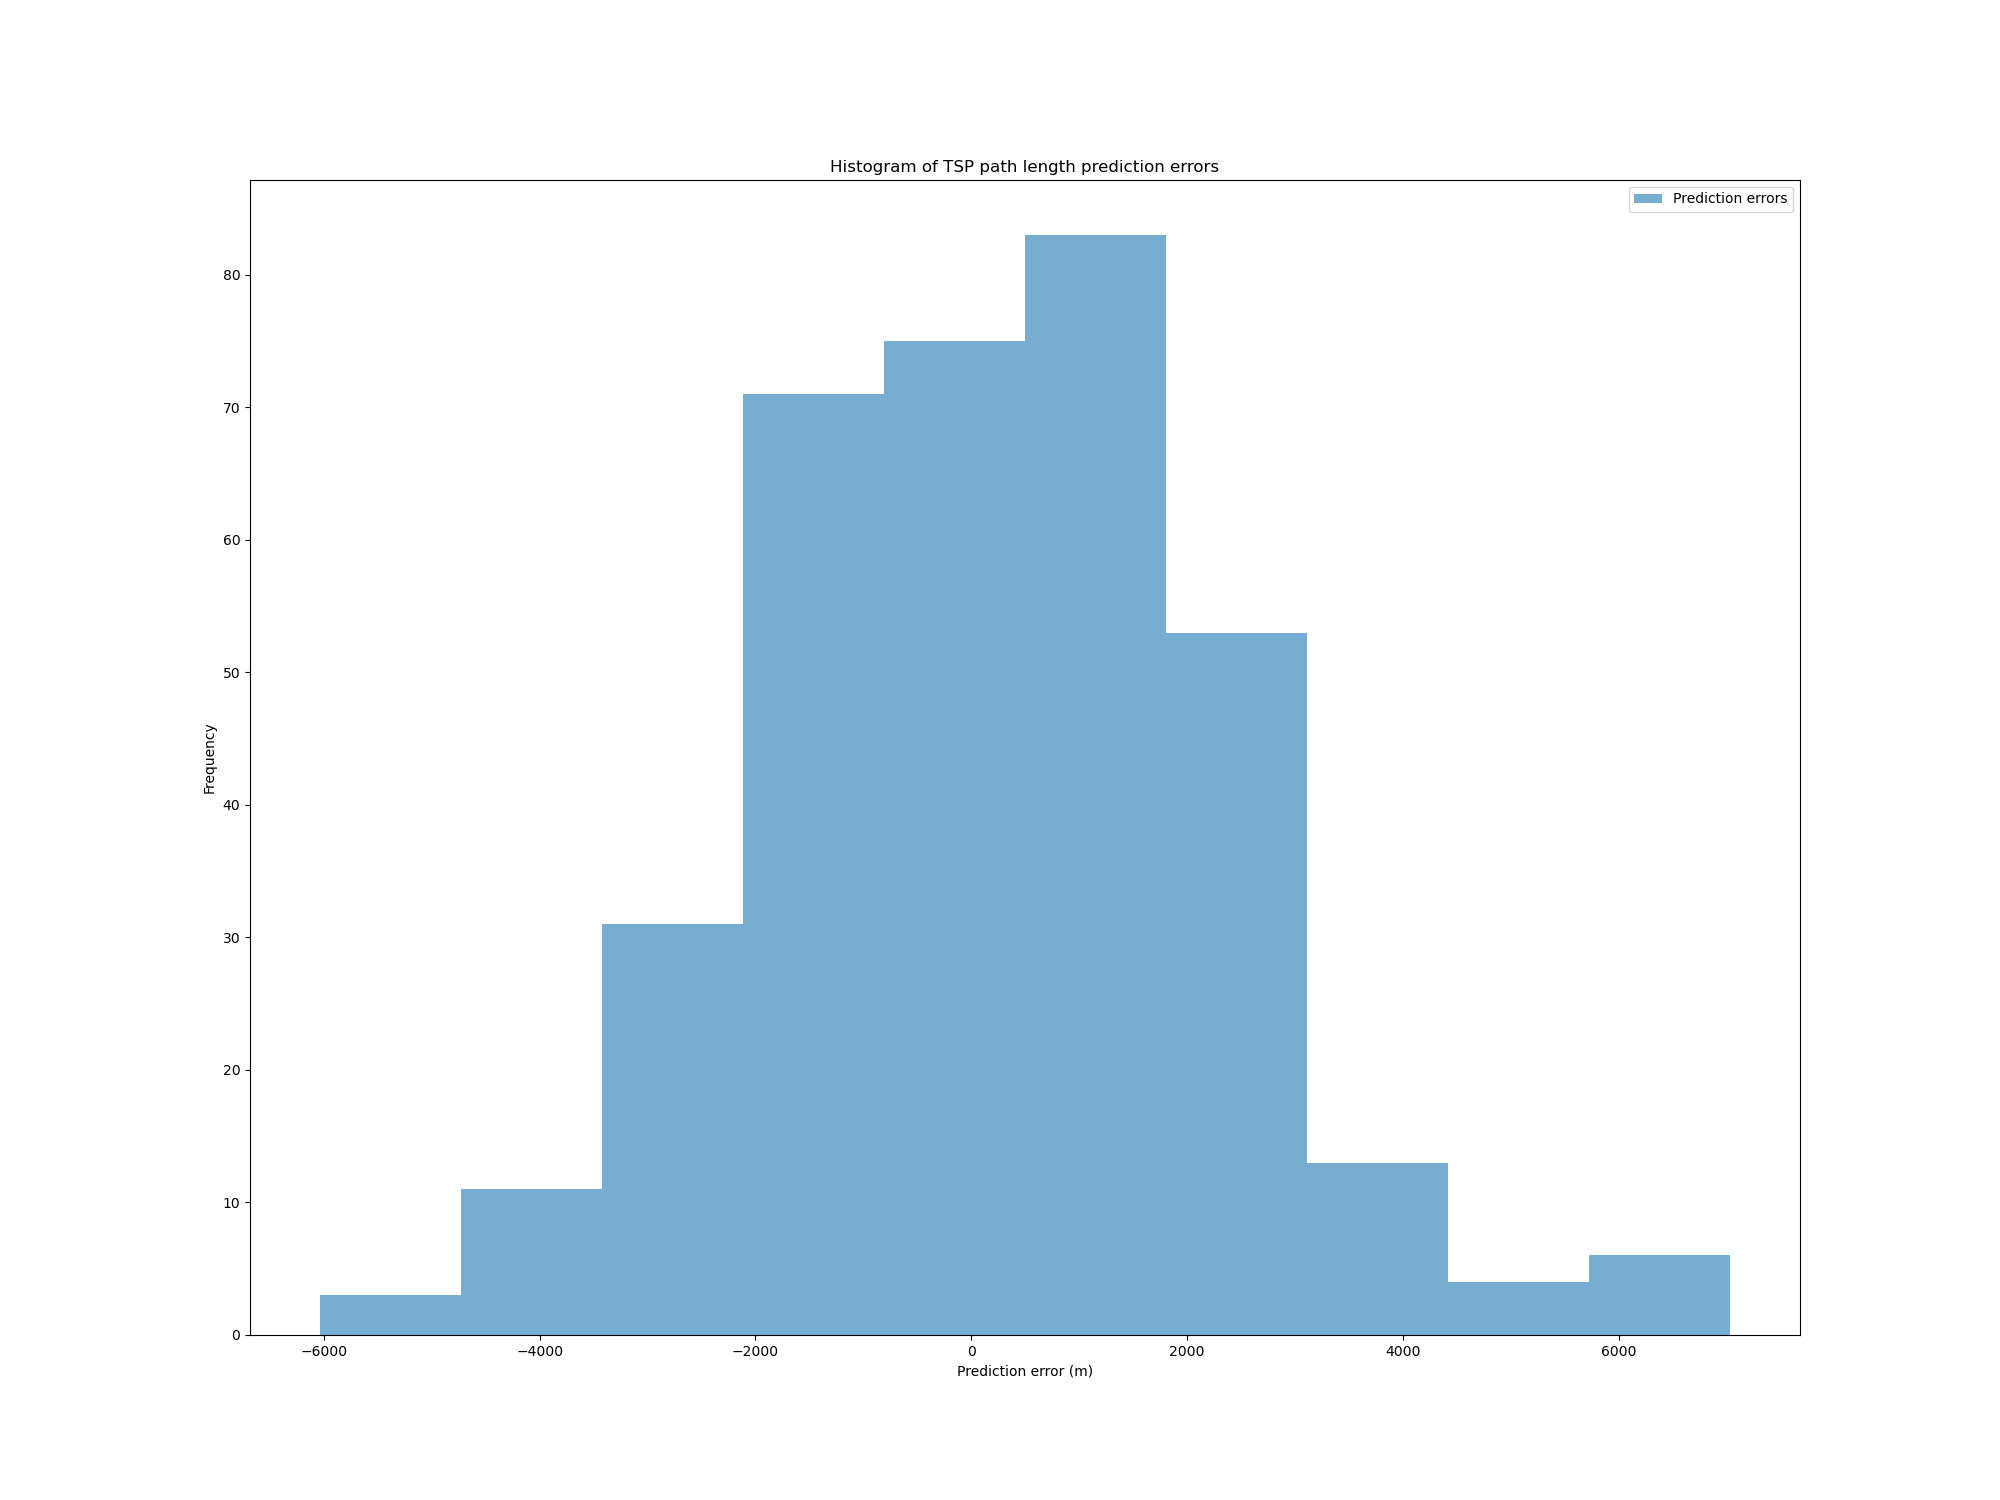 Histogram of TSP path length prediction errors
Prediction errors
80
70
60
50
40
30
20
10
0
Frequency
−6000 −4000 −2000 0 2000 4000 6000
Prediction error (m)